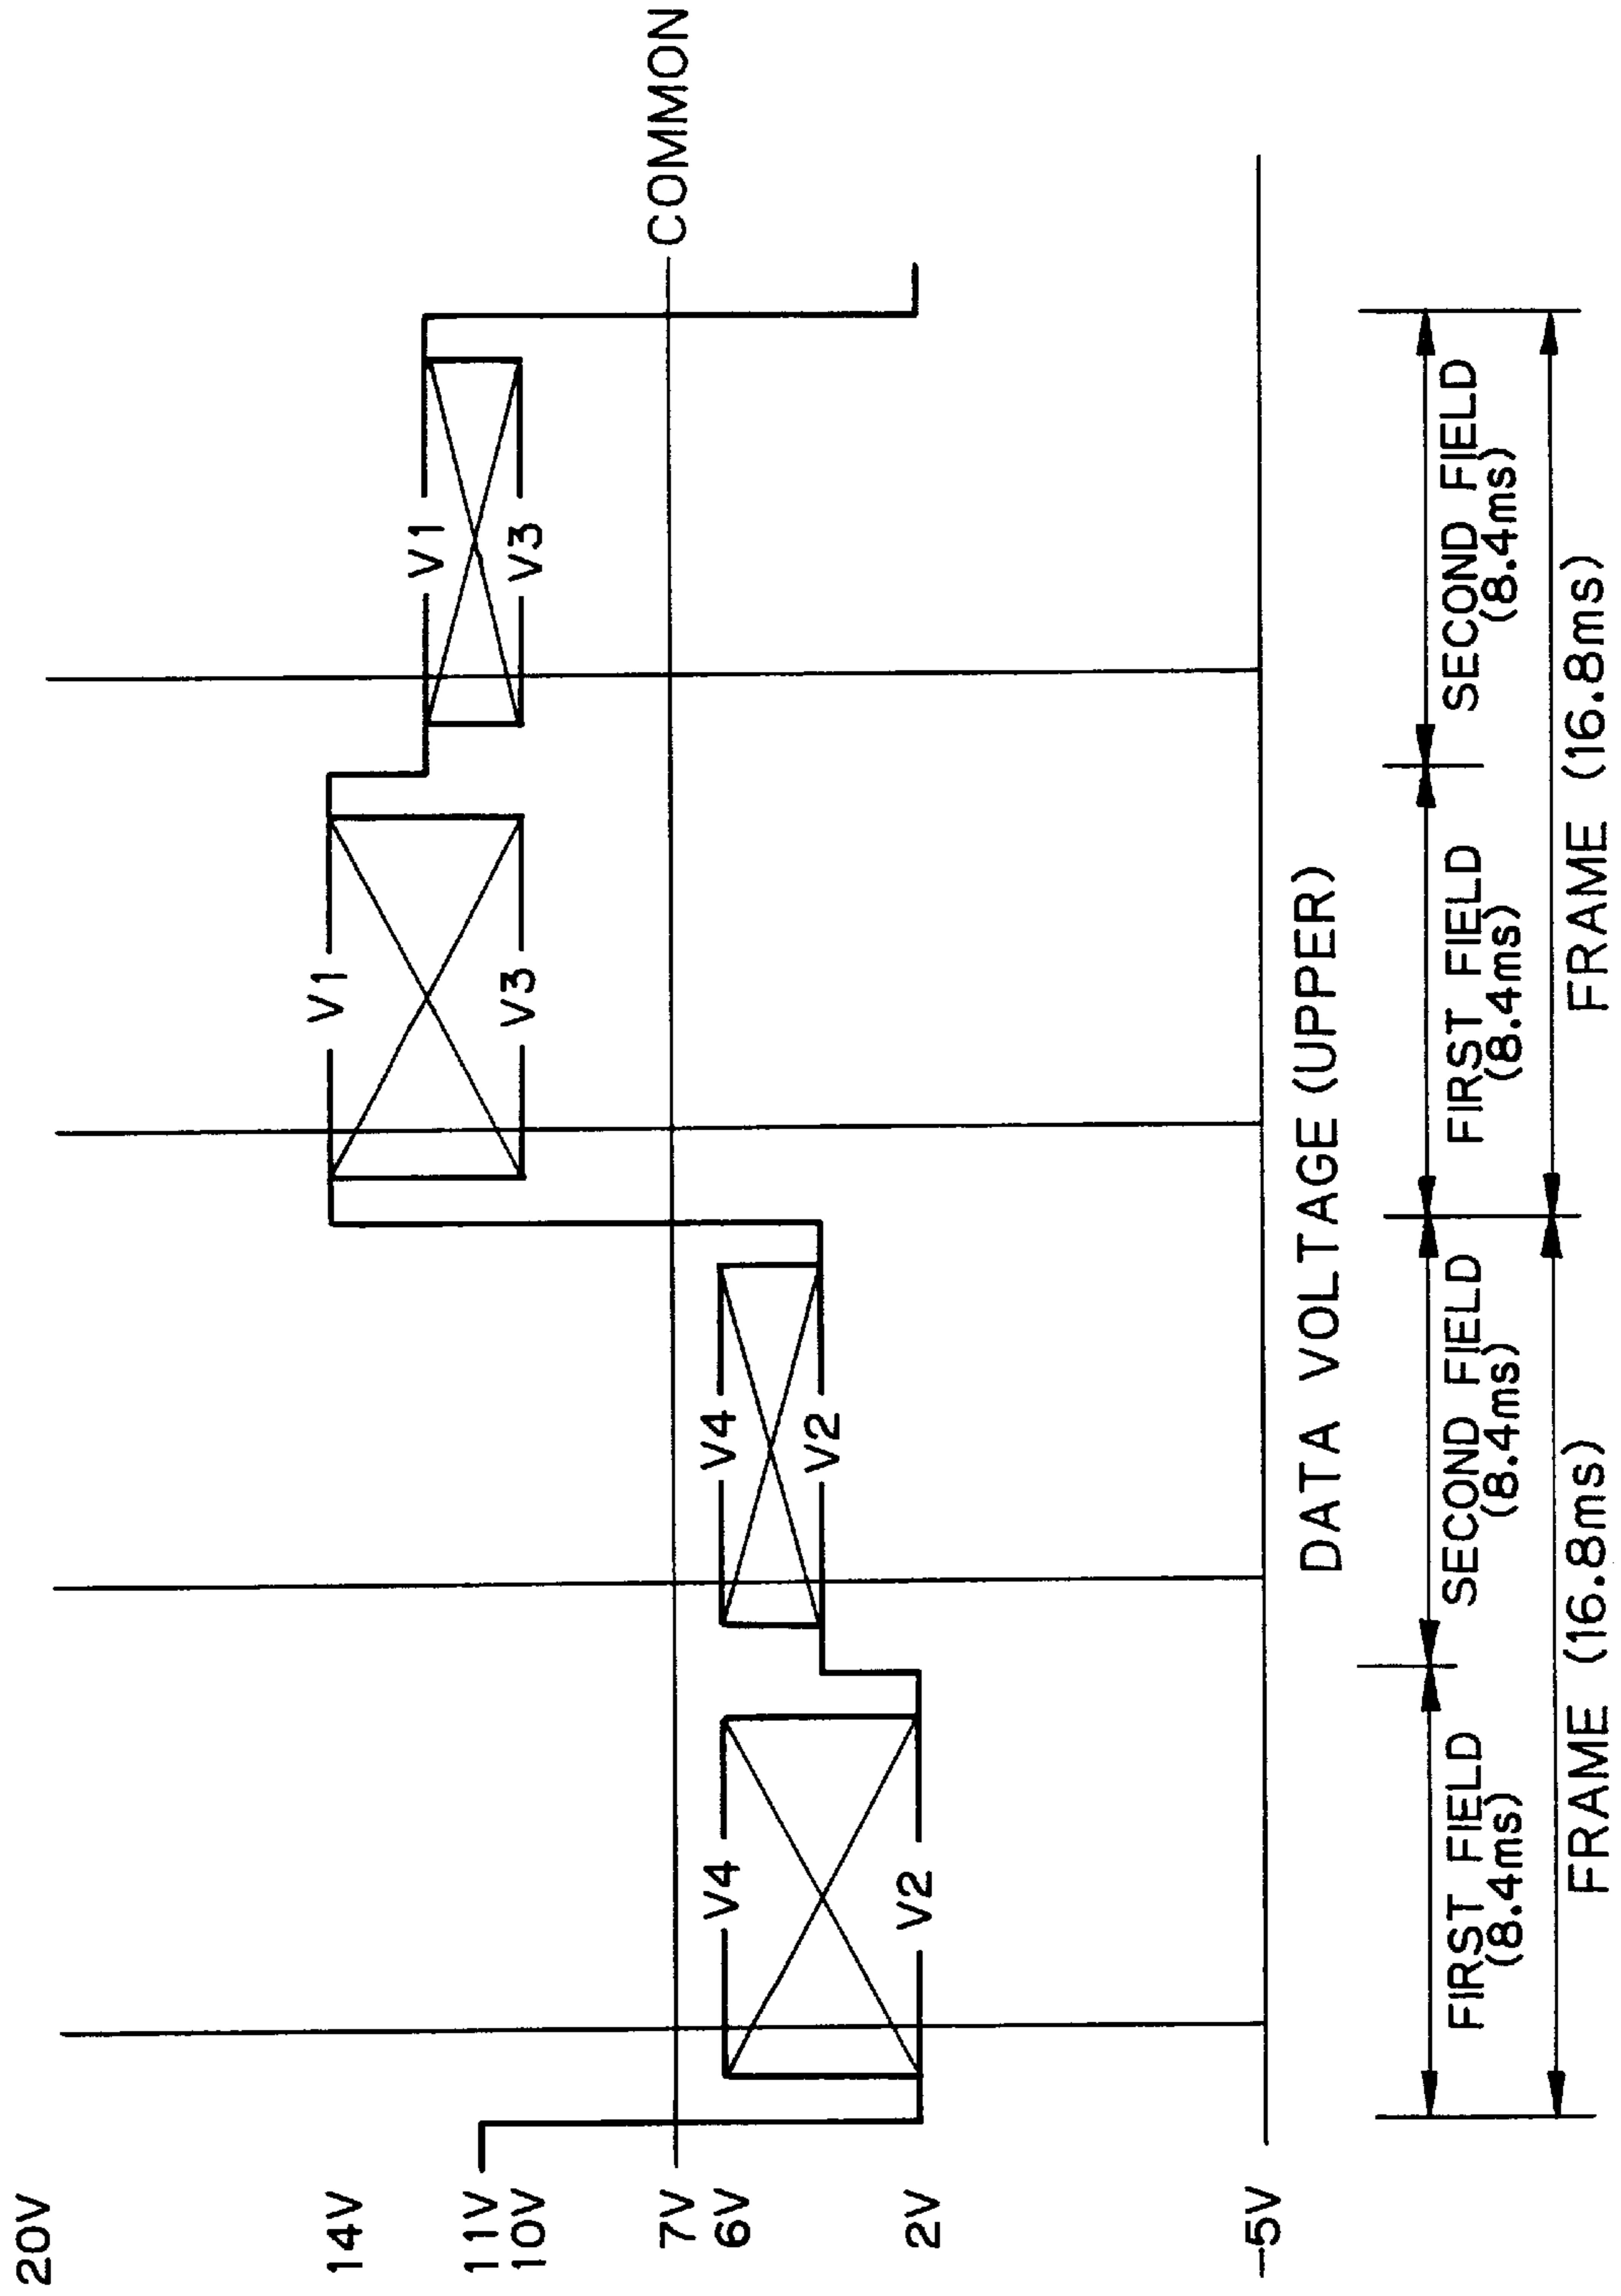 20V
14V
11V
10V
7V
6V
2V
-5V
COMMON
V4
V2
V4
V2
V1
V3
V1
V3
DATA VOLTAGE (UPPER)
FIRST FIELD
(8.4ms)
SECOND FIELD
(8.4ms)
FIRST FIELD
(8.4ms)
SECOND FIELD
(8.4ms)
FRAME (16.8ms)
FRAME (16.8ms)